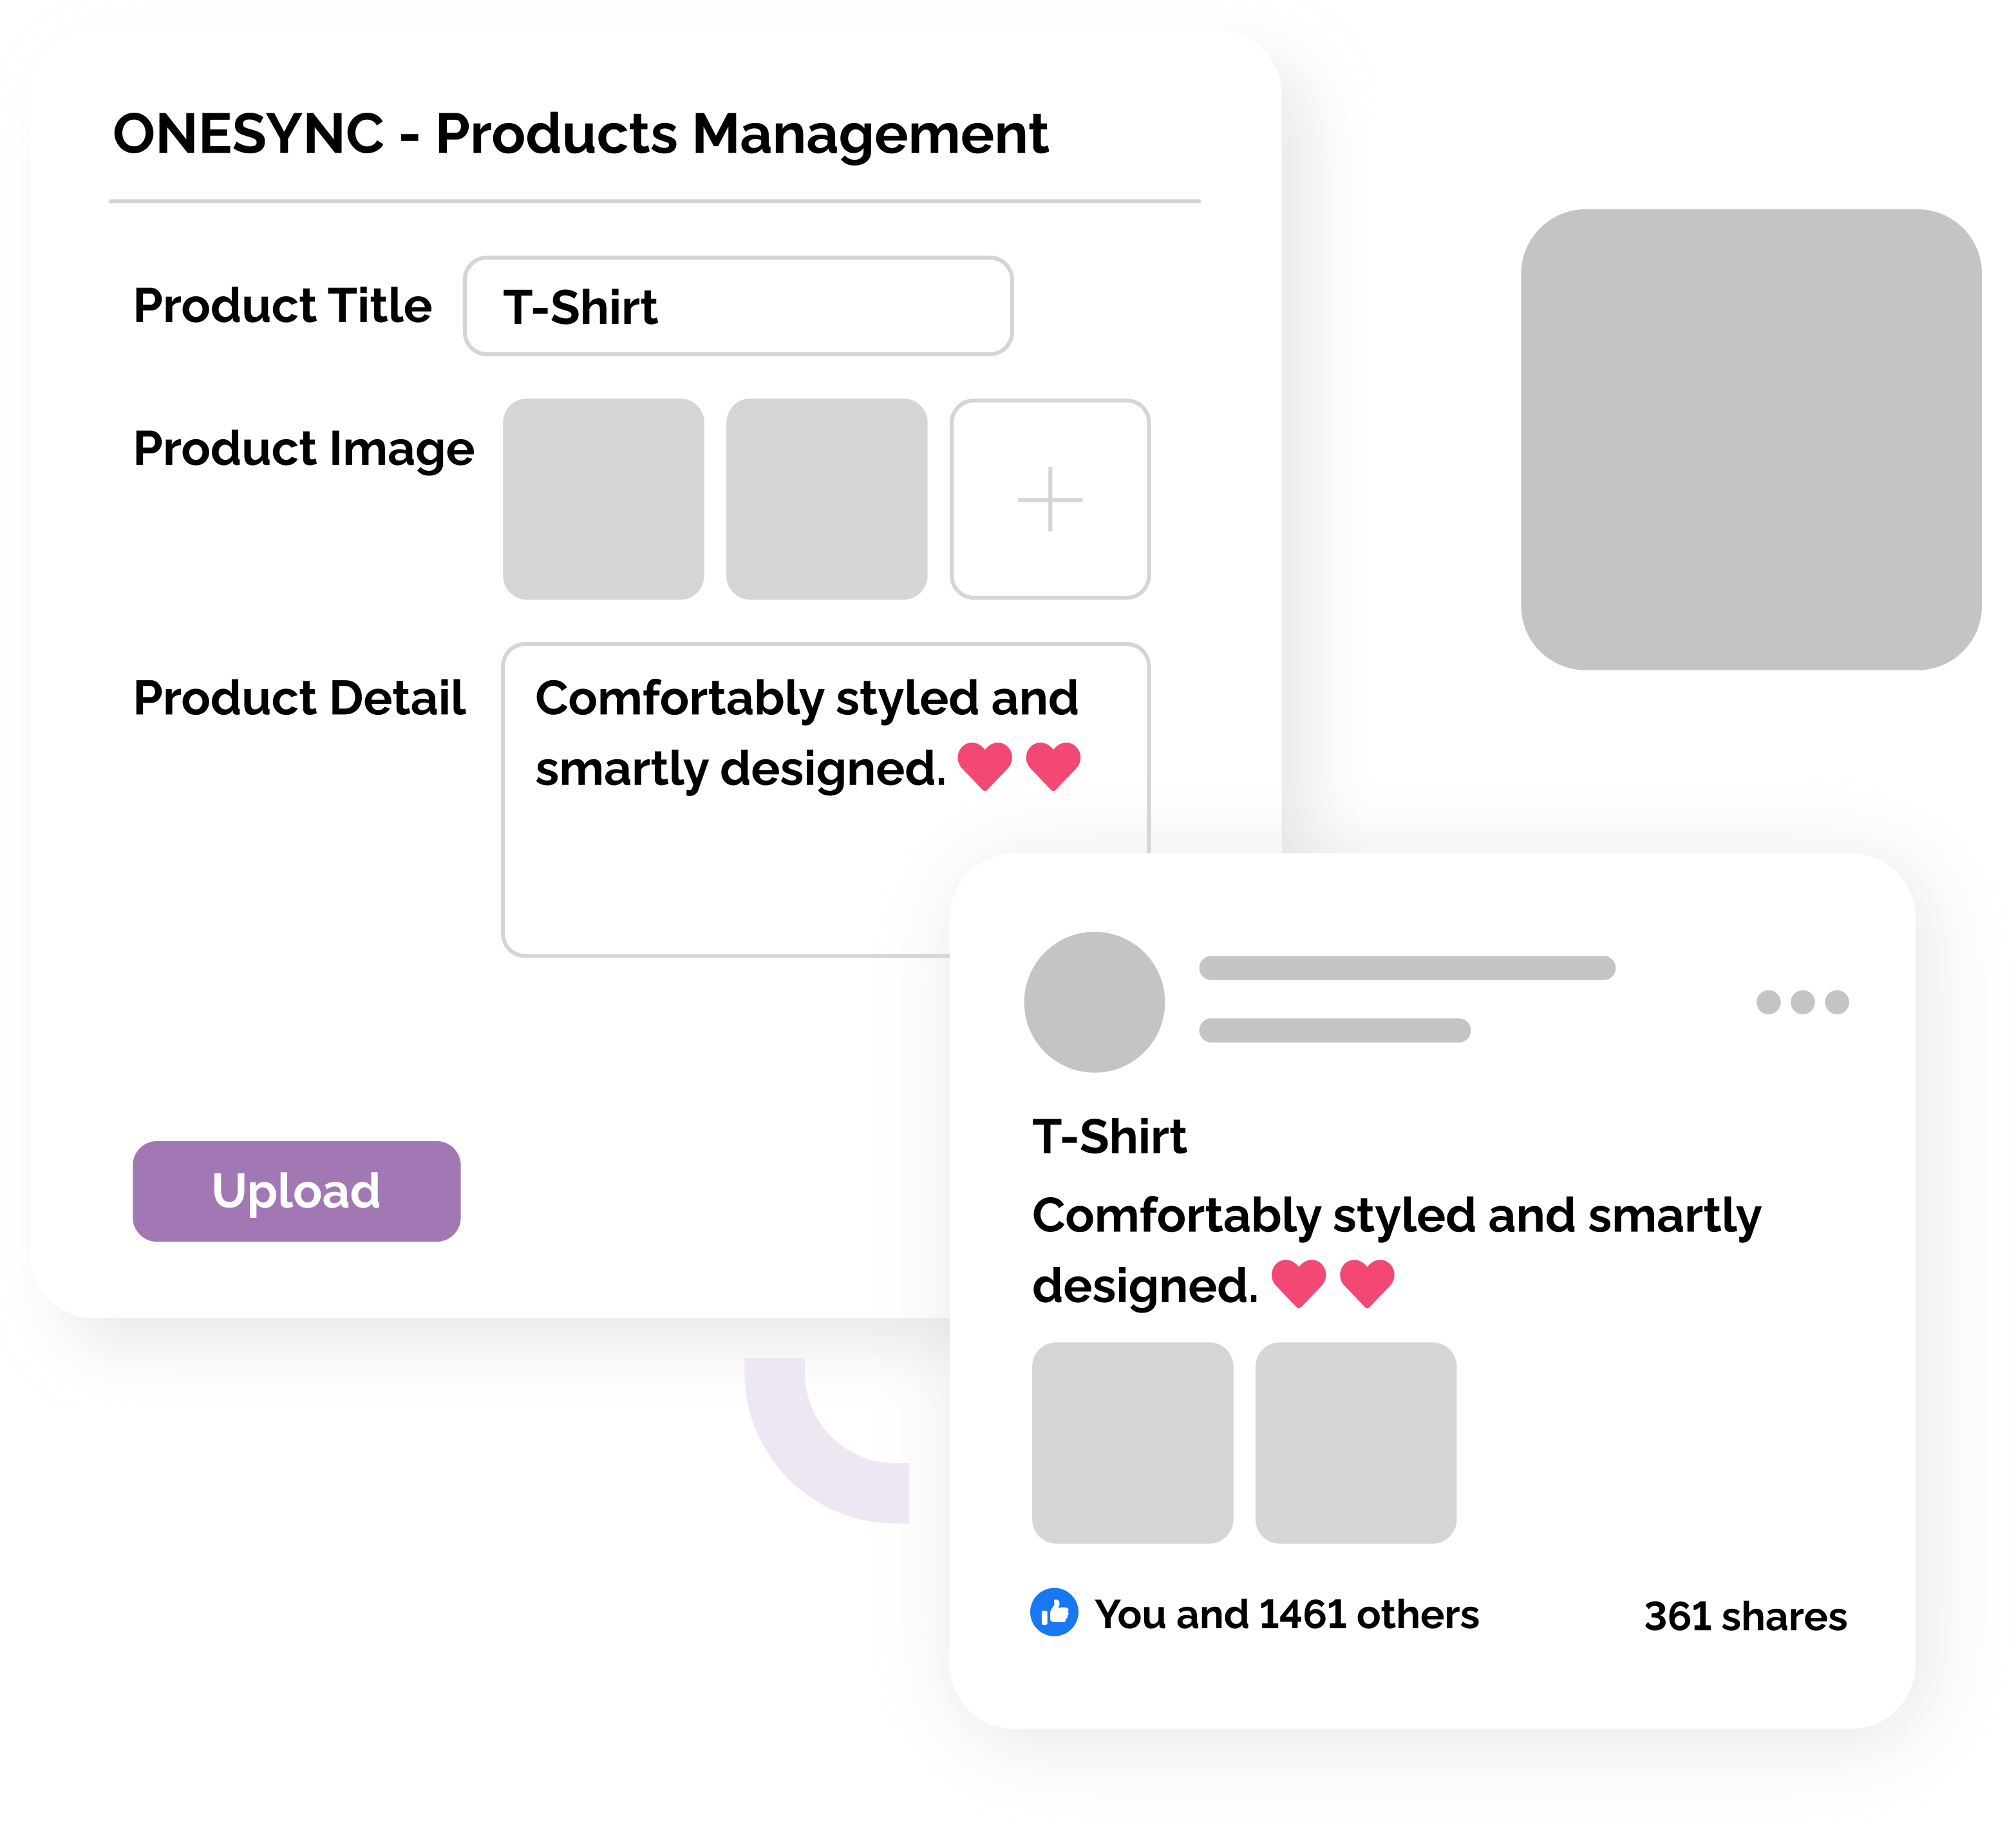 ONESYNC - Products Management
Product Title
T-Shirt
Product Image
Product Detail
Comfortably styled and
smartly designed.
Upload
T-Shirt
Comfortably styled and smartly
designed.
You and 1461 others
361 shares